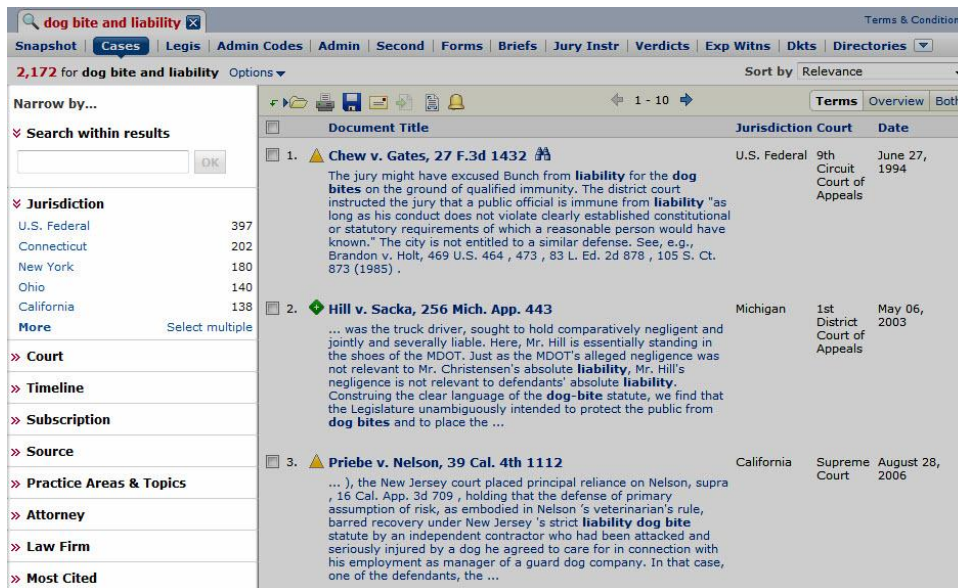 dog bite and liability
Terms & Condition
Snapshot | Cases | Legis | Admin Codes | Admin | Second | Forms | Briefs | Jury Instr | Verdicts | Exp Witns | Dkts | Directories
2,172 for dog bite and liability Options
Sort by Relevance
Narrow by...
Search within results
OK
Jurisdiction
U.S. Federal 397
Connecticut 202
New York 180
Ohio 140
California 138
More Select multiple
Court
Timeline
Subscription
Source
Practice Areas & Topics
Attorney
Law Firm
Most Cited
1 - 10
Terms Overview Both
Document Title Jurisdiction Court Date
1. Chew v. Gates, 27 F.3d 1432
The jury might have excused Bunch from liability for the dog
bites on the ground of qualified immunity. The district court
instructed the jury that a public official is immune from liability "as
long as his conduct does not violate clearly established constitutional
or statutory requirements of which a reasonable person would have
known." The city is not entitled to a similar defense. See, e.g.,
Brandon v. Holt, 469 U.S. 464 , 473 , 83 L. Ed. 2d 878 , 105 S. Ct.
873 (1985) .
U.S. Federal
9th
Circuit
Court of
Appeals
June 27,
1994
2. Hill v. Sacka, 256 Mich. App. 443
... was the truck driver, sought to hold comparatively negligent and
jointly and severally liable. Here, Mr. Hill is essentially standing in
the shoes of the MDOT. Just as the MDOT's alleged negligence was
not relevant to Mr. Christensen's absolute liability, Mr. Hill's
negligence is not relevant to defendants' absolute liability.
Construing the clear language of the dog-bite statute, we find that
the Legislature unambiguously intended to protect the public from
dog bites and to place the ...
Michigan
1st
District
Court of
Appeals
May 06,
2003
3. Priebe v. Nelson, 39 Cal. 4th 1112
... ), the New Jersey court placed principal reliance on Nelson, supra
, 16 Cal. App. 3d 709 , holding that the defense of primary
assumption of risk, as embodied in Nelson 's veterinarian's rule,
barred recovery under New Jersey 's strict liability dog bite
statute by an independent contractor who had been attacked and
seriously injured by a dog he agreed to care for in connection with
his employment as manager of a guard dog company. In that case,
one of the defendants, the ...
California
Supreme
Court
August 28,
2006